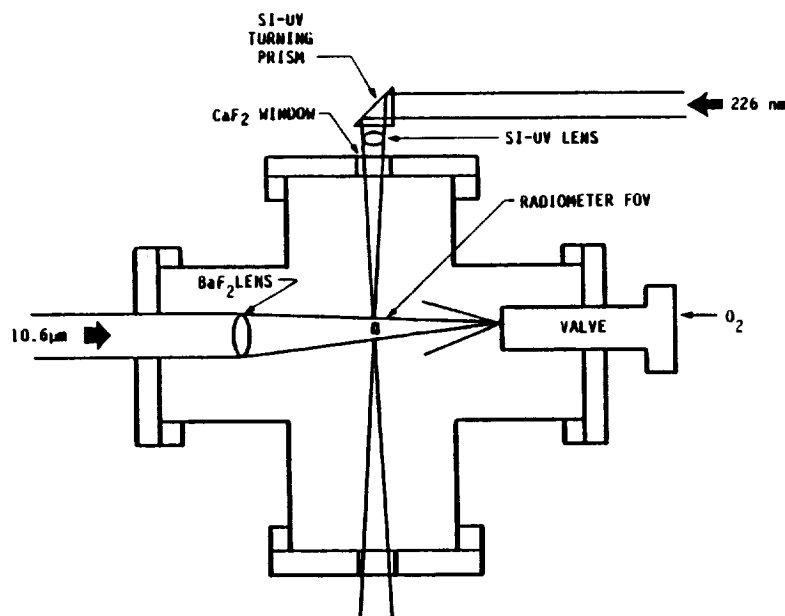 SI-UV
TURNING
PRISM
226 nm
CaF2 WINDOW
SI-UV LENS
RADIOMETER FOV
BaF2 LENS
10.6µm
VALVE
O2